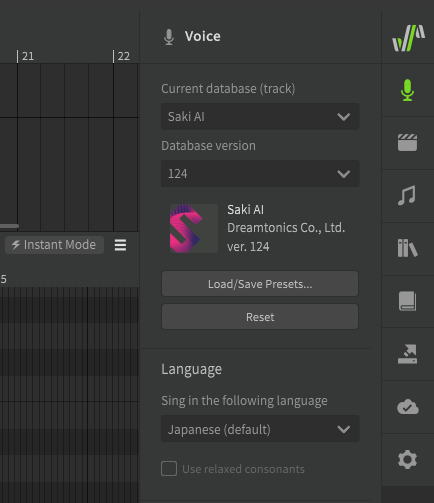 21
22
Instant Mode
5
Voice
Current database (track)
Saki AI
Database version
124
Saki AI
Dreamtonics Co., Ltd.
ver. 124
Load/Save Presets...
Reset
Language
Sing in the following language
Japanese (default)
Use relaxed consonants